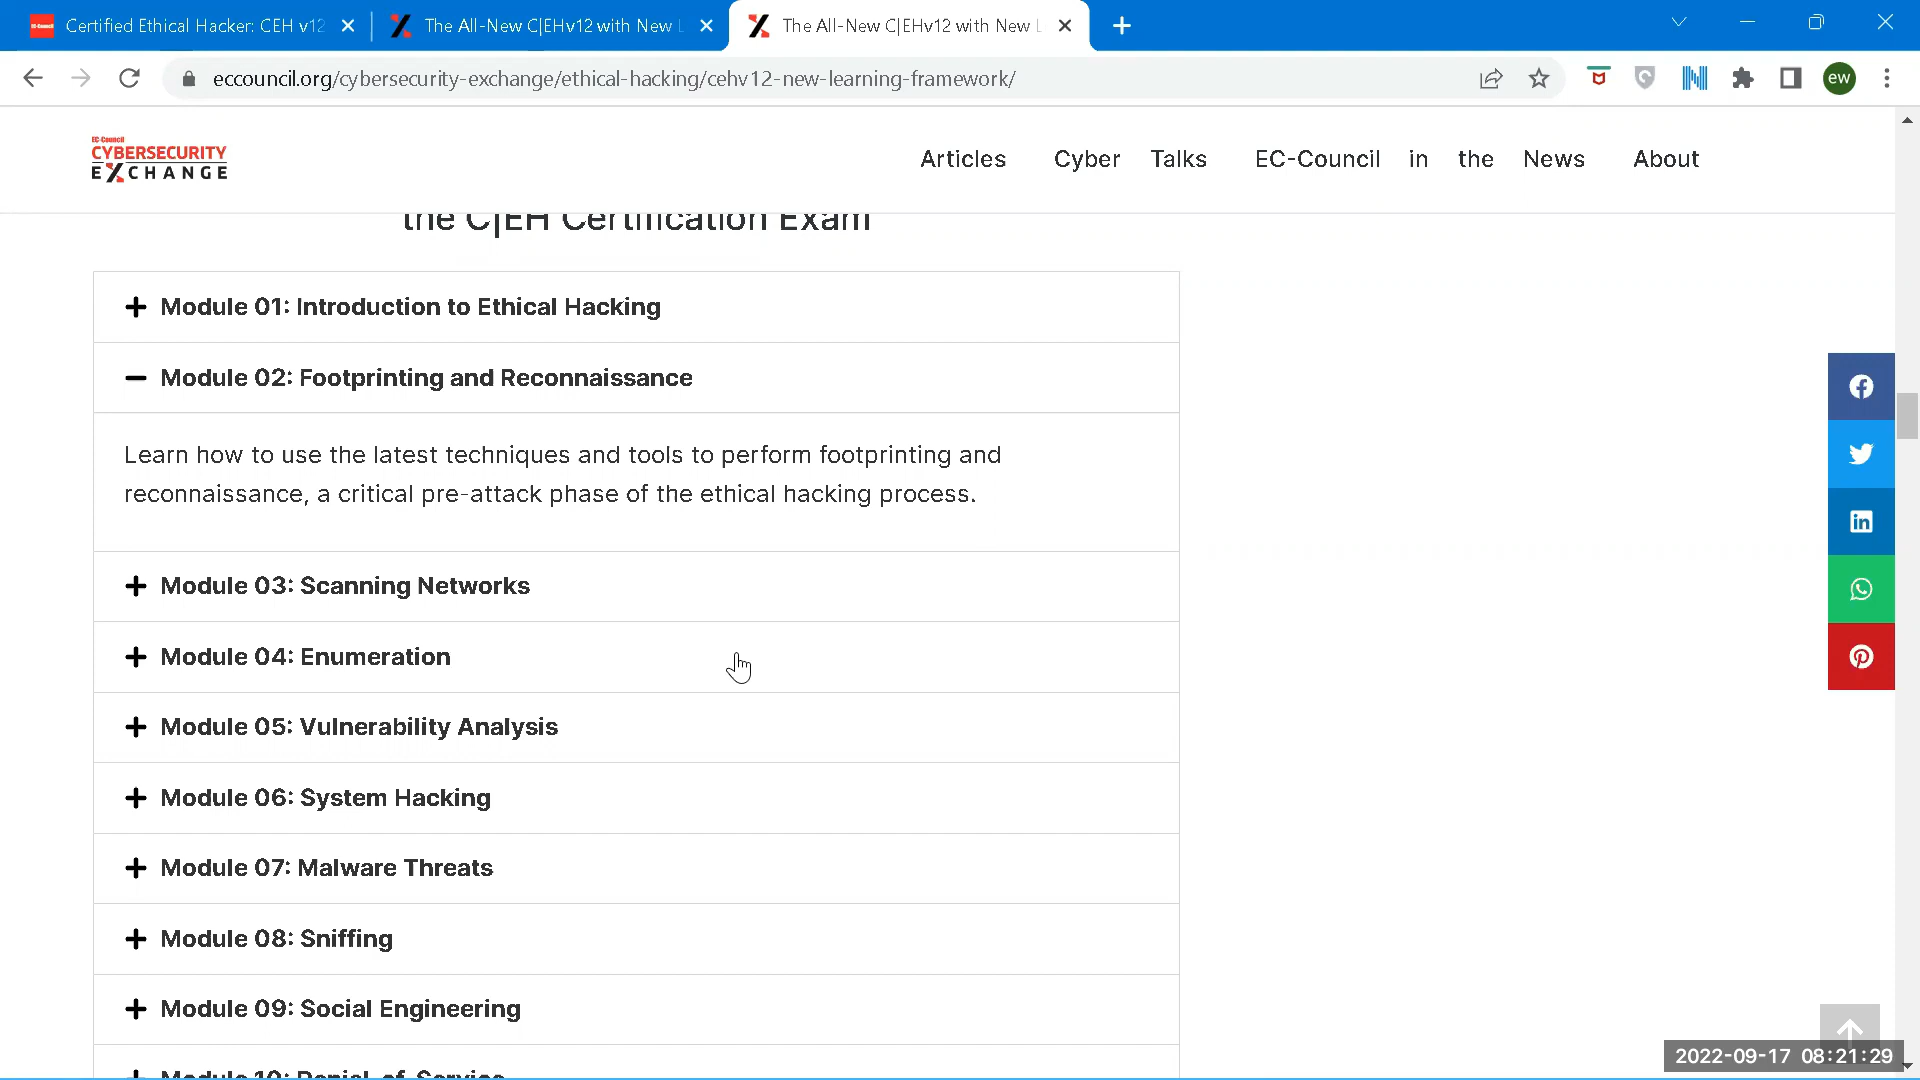 Certified Ethical Hacker: CEH v12
The All-New C|EHv12 with New L
The All-New C|EHv12 with New L
eccouncil.org/cybersecurity-exchange/ethical-hacking/cehv12-new-learning-framework/
ew
EC-Council
CYBERSECURITY
EXCHANGE
Articles Cyber Talks EC-Council in the News About
the C|EH Certification Exam
Module 01: Introduction to Ethical Hacking
Module 02: Footprinting and Reconnaissance
Learn how to use the latest techniques and tools to perform footprinting and
reconnaissance, a critical pre-attack phase of the ethical hacking process.
Module 03: Scanning Networks
Module 04: Enumeration
Module 05: Vulnerability Analysis
Module 06: System Hacking
Module 07: Malware Threats
Module 08: Sniffing
Module 09: Social Engineering
Module 10: Denial-of-Service
2022-09-17 08:21:29